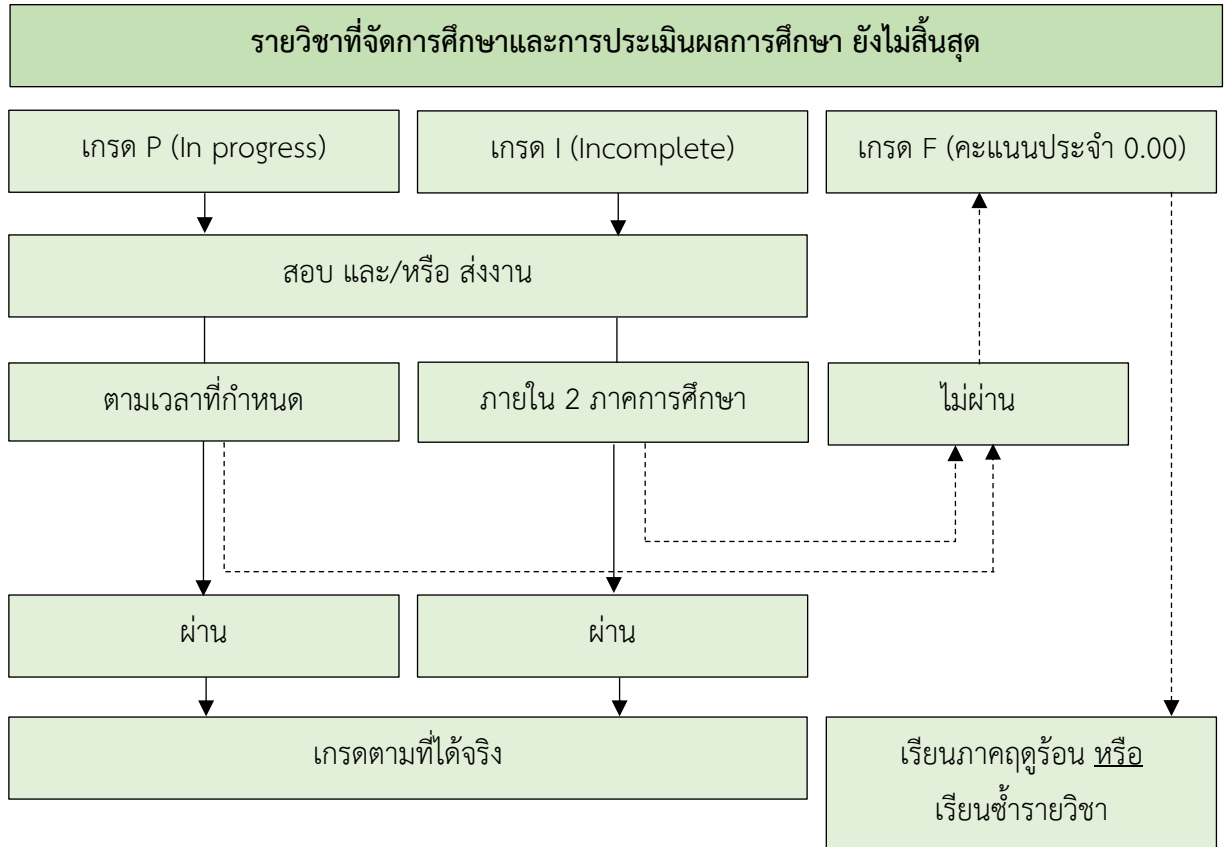 รายวิชาที่จัดการศึกษาและการประเมินผลการศึกษา ยังไม่สิ้นสุด
เกรด P (In progress)
เกรด I (Incomplete)
เกรด F (คะแนนประจำ 0.00)
สอบ และ/หรือ ส่งงาน
ตามเวลาที่กำหนด
ภายใน 2 ภาคการศึกษา
ไม่ผ่าน
ผ่าน
ผ่าน
เกรดตามที่ได้จริง
เรียนภาคฤดูร้อน หรือ
เรียนซ้ำรายวิชา